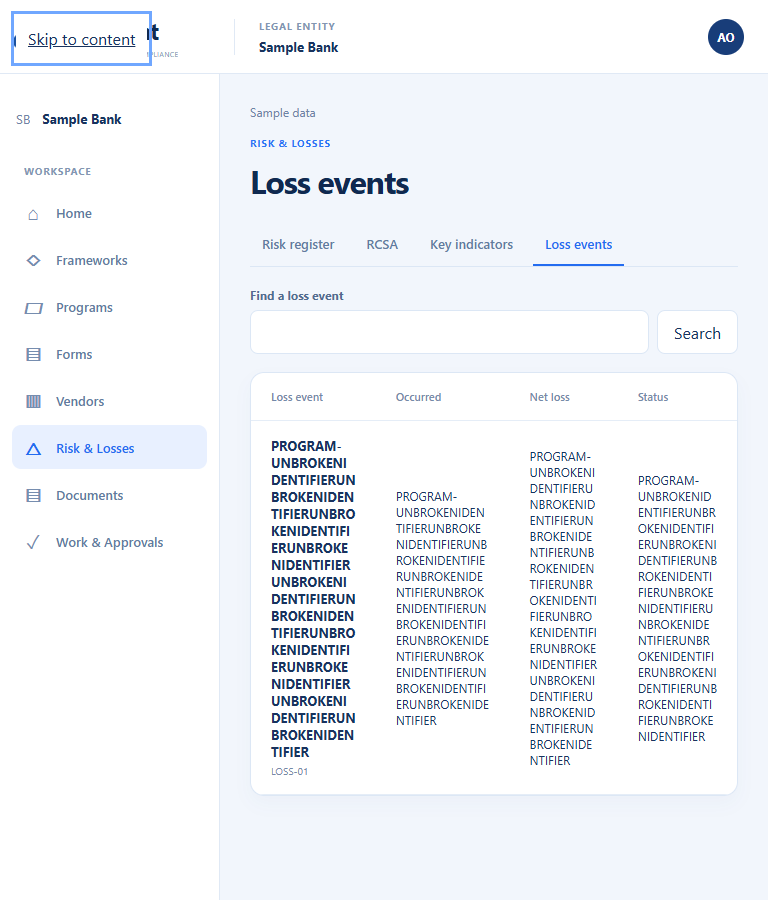 Skip to content
LEGAL ENTITY
Sample Bank
AO
SB Sample Bank
WORKSPACE
Home
Frameworks
Programs
Forms
Vendors
Risk & Losses
Documents
Work & Approvals
Sample data
RISK & LOSSES
Loss events
Risk register RCSA Key indicators Loss events
Find a loss event
Search
Loss event Occurred Net loss Status
PROGRAM-
UNBROKENI
DENTIFIERUN
BROKENIDEN
TIFIERUNBRO
KENIDENTIFI
ERUNBROKE
NIDENTIFIER
UNBROKENI
DENTIFIERUN
BROKENIDEN
TIFIERUNBRO
KENIDENTIFI
ERUNBROKE
NIDENTIFIER
UNBROKENI
DENTIFIERUN
BROKENIDEN
TIFIER
LOSS-01
PROGRAM-
UNBROKENIDEN
TIFIERUNBROKE
NIDENTIFIERUNB
ROKENIDENTIFIE
RUNBROKENIDE
NTIFIERUNBROK
ENIDENTIFIERUN
BROKENIDENTIFI
ERUNBROKENIDE
NTIFIERUNBROK
ENIDENTIFIERUN
BROKENIDENTIFI
ERUNBROKENIDE
NTIFIER
PROGRAM-
UNBROKENI
DENTIFIERU
NBROKENID
ENTIFIERUN
BROKENIDE
NTIFIERUNB
ROKENIDEN
TIFIERUNBR
OKENIDENTI
FIERUNBRO
KENIDENTIFI
ERUNBROKE
NIDENTIFIER
UNBROKENI
DENTIFIERU
NBROKENID
ENTIFIERUN
BROKENIDE
NTIFIER
PROGRAM-
UNBROKENID
ENTIFIERUNBR
OKENIDENTIFI
ERUNBROKENI
DENTIFIERUNB
ROKENIDENTI
FIERUNBROKE
NIDENTIFIERU
NBROKENIDE
NTIFIERUNBR
OKENIDENTIFI
ERUNBROKENI
DENTIFIERUNB
ROKENIDENTI
FIERUNBROKE
NIDENTIFIER